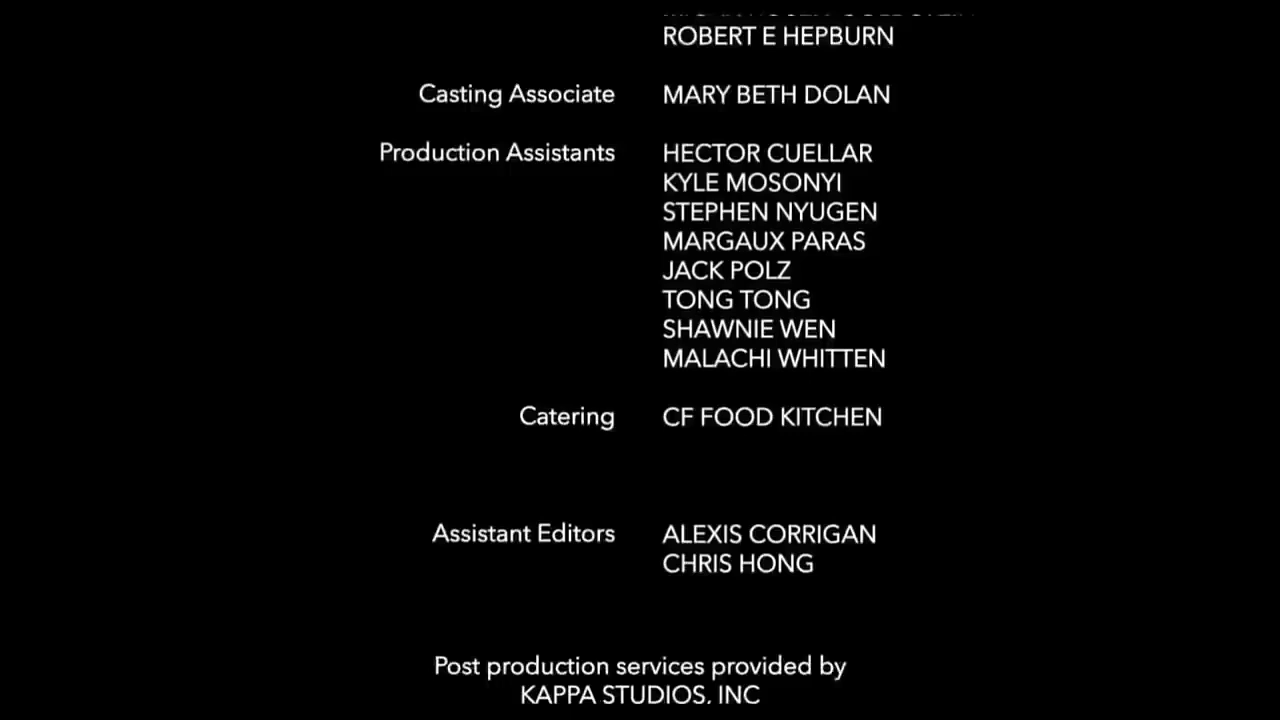 ROBERT E HEPBURN
Casting Associate MARY BETH DOLAN
Production Assistants HECTOR CUELLAR
KYLE MOSONYI
STEPHEN NYUGEN
MARGAUX PARAS
JACK POLZ
TONG TONG
SHAWNIE WEN
MALACHI WHITTEN
Catering CF FOOD KITCHEN
Assistant Editors ALEXIS CORRIGAN
CHRIS HONG
Post production services provided by
KAPPA STUDIOS, INC